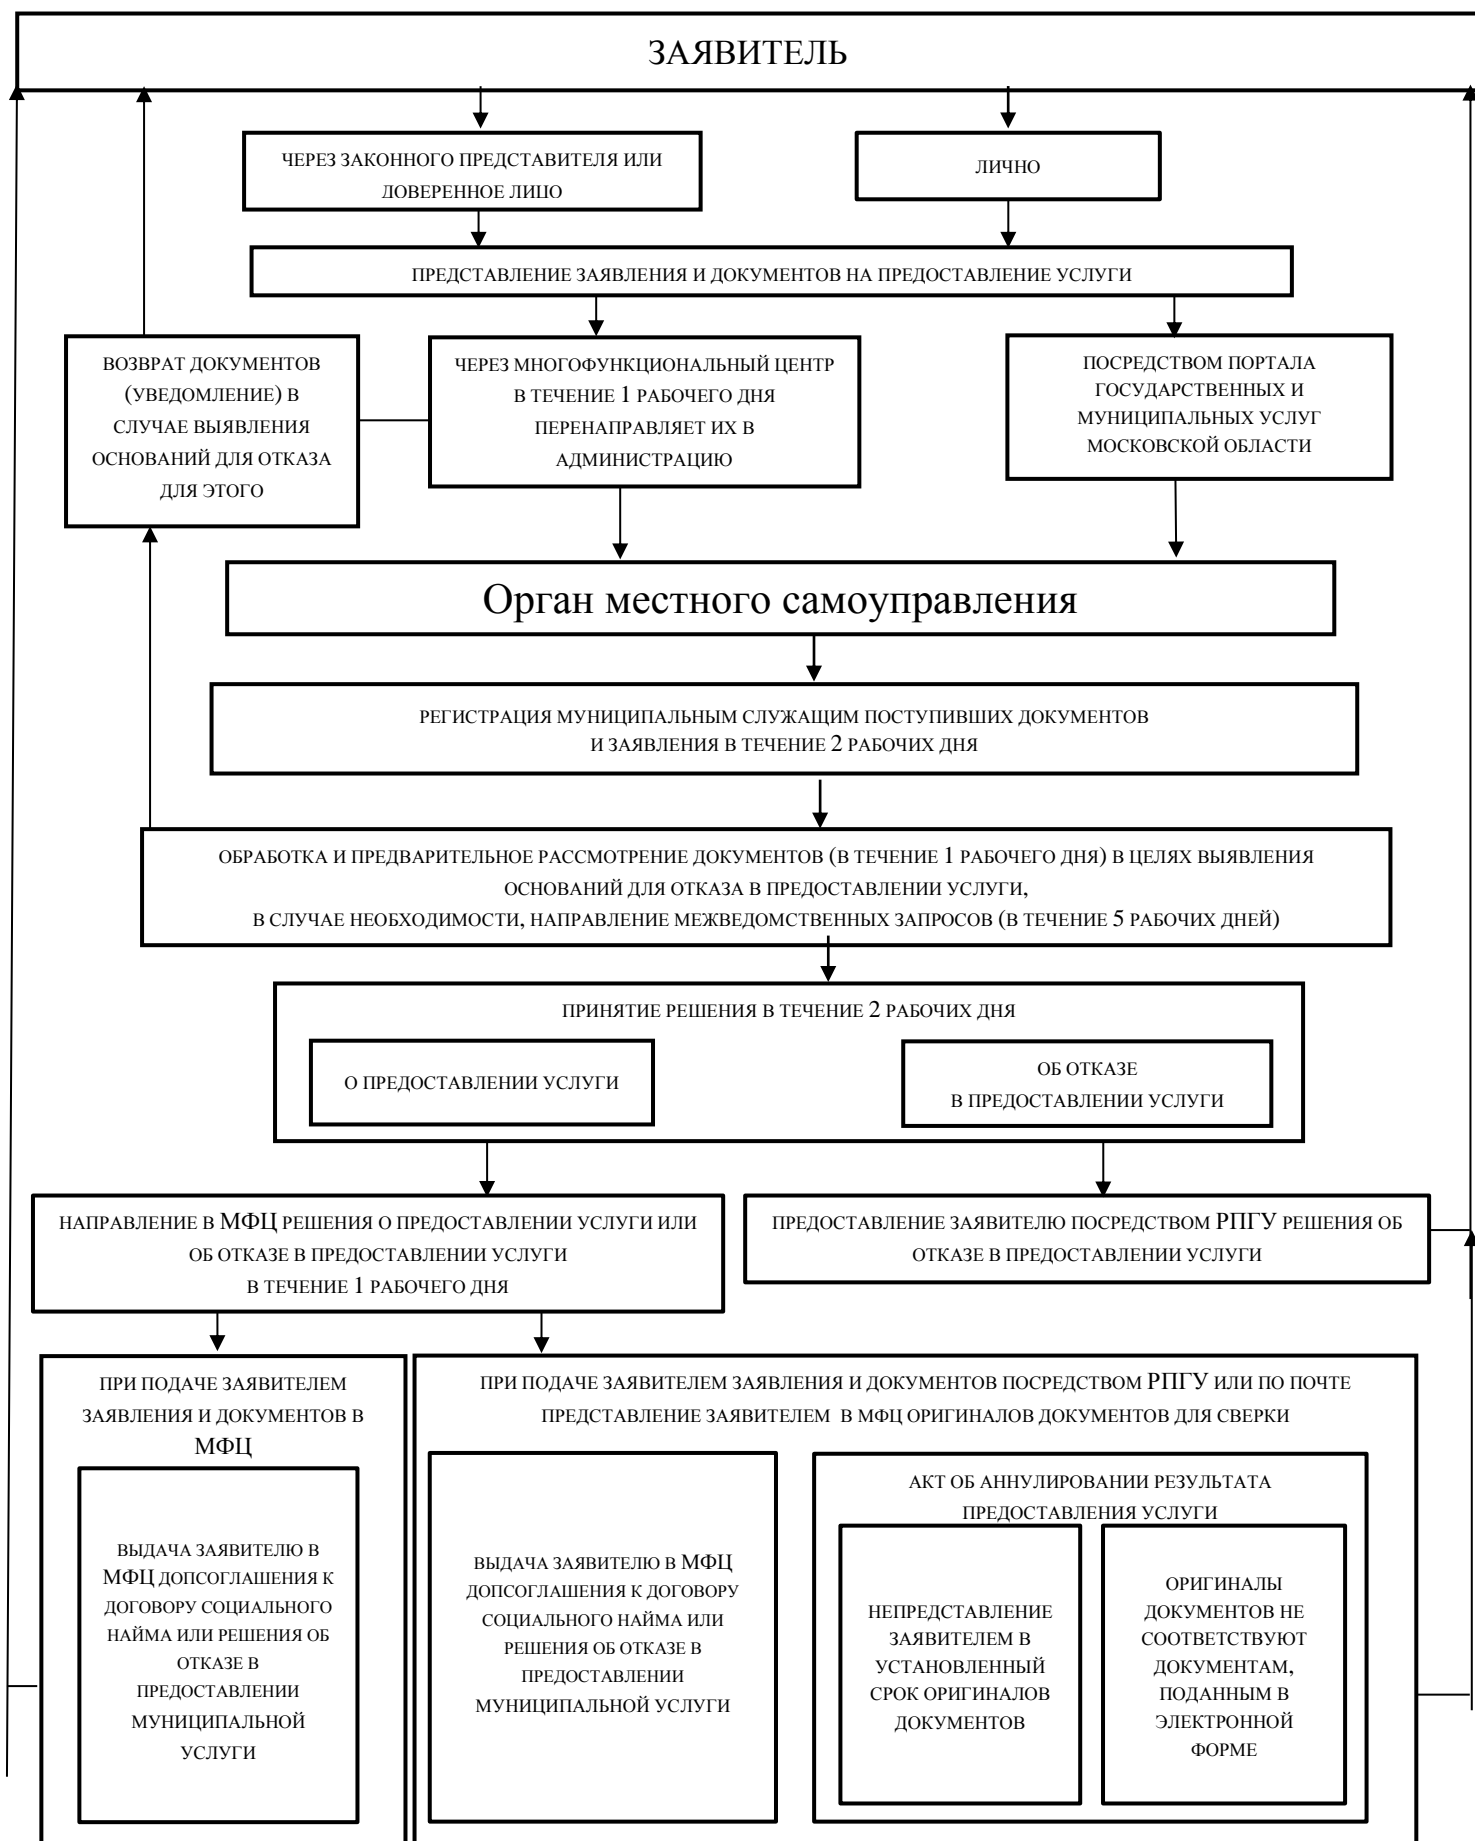 ЗАЯВИТЕЛЬ
ЧЕРЕЗ ЗАКОННОГО ПРЕДСТАВИТЕЛЯ ИЛИ
ДОВЕРЕННОЕ ЛИЦО
ЛИЧНО
ПРЕДСТАВЛЕНИЕ ЗАЯВЛЕНИЯ И ДОКУМЕНТОВ НА ПРЕДОСТАВЛЕНИЕ УСЛУГИ
ВОЗВРАТ ДОКУМЕНТОВ
(УВЕДОМЛЕНИЕ) В
СЛУЧАЕ ВЫЯВЛЕНИЯ
ОСНОВАНИЙ ДЛЯ ОТКАЗА
ДЛЯ ЭТОГО
ЧЕРЕЗ МНОГОФУНКЦИОНАЛЬНЫЙ ЦЕНТР
В ТЕЧЕНИЕ 1 РАБОЧЕГО ДНЯ
ПЕРЕНАПРАВЛЯЕТ ИХ В
АДМИНИСТРАЦИЮ
ПОСРЕДСТВОМ ПОРТАЛА
ГОСУДАРСТВЕННЫХ И
МУНИЦИПАЛЬНЫХ УСЛУГ
МОСКОВСКОЙ ОБЛАСТИ
Орган местного самоуправления
РЕГИСТРАЦИЯ МУНИЦИПАЛЬНЫМ СЛУЖАЩИМ ПОСТУПИВШИХ ДОКУМЕНТОВ
И ЗАЯВЛЕНИЯ В ТЕЧЕНИЕ 2 РАБОЧИХ ДНЯ
ОБРАБОТКА И ПРЕДВАРИТЕЛЬНОЕ РАССМОТРЕНИЕ ДОКУМЕНТОВ (В ТЕЧЕНИЕ 1 РАБОЧЕГО ДНЯ) В ЦЕЛЯХ ВЫЯВЛЕНИЯ
ОСНОВАНИЙ ДЛЯ ОТКАЗА В ПРЕДОСТАВЛЕНИИ УСЛУГИ,
В СЛУЧАЕ НЕОБХОДИМОСТИ, НАПРАВЛЕНИЕ МЕЖВЕДОМСТВЕННЫХ ЗАПРОСОВ (В ТЕЧЕНИЕ 5 РАБОЧИХ ДНЕЙ)
ПРИНЯТИЕ РЕШЕНИЯ В ТЕЧЕНИЕ 2 РАБОЧИХ ДНЯ
О ПРЕДОСТАВЛЕНИИ УСЛУГИ
ОБ ОТКАЗЕ
В ПРЕДОСТАВЛЕНИИ УСЛУГИ
НАПРАВЛЕНИЕ В МФЦ РЕШЕНИЯ О ПРЕДОСТАВЛЕНИИ УСЛУГИ ИЛИ
ОБ ОТКАЗЕ В ПРЕДОСТАВЛЕНИИ УСЛУГИ
В ТЕЧЕНИЕ 1 РАБОЧЕГО ДНЯ
ПРЕДОСТАВЛЕНИЕ ЗАЯВИТЕЛЮ ПОСРЕДСТВОМ РПГУ РЕШЕНИЯ ОБ
ОТКАЗЕ В ПРЕДОСТАВЛЕНИИ УСЛУГИ
ПРИ ПОДАЧЕ ЗАЯВИТЕЛЕМ
ЗАЯВЛЕНИЯ И ДОКУМЕНТОВ В
МФЦ
ВЫДАЧА ЗАЯВИТЕЛЮ В
МФЦ ДОПСОГЛАШЕНИЯ К
ДОГОВОРУ СОЦИАЛЬНОГО
НАЙМА ИЛИ РЕШЕНИЯ ОБ
ОТКАЗЕ В
ПРЕДОСТАВЛЕНИИ
МУНИЦИПАЛЬНОЙ
УСЛУГИ
ПРИ ПОДАЧЕ ЗАЯВИТЕЛЕМ ЗАЯВЛЕНИЯ И ДОКУМЕНТОВ ПОСРЕДСТВОМ РПГУ ИЛИ ПО ПОЧТЕ
ПРЕДСТАВЛЕНИЕ ЗАЯВИТЕЛЕМ В МФЦ ОРИГИНАЛОВ ДОКУМЕНТОВ ДЛЯ СВЕРКИ
ВЫДАЧА ЗАЯВИТЕЛЮ В МФЦ
ДОПСОГЛАШЕНИЯ К ДОГОВОРУ
СОЦИАЛЬНОГО НАЙМА ИЛИ
РЕШЕНИЯ ОБ ОТКАЗЕ В
ПРЕДОСТАВЛЕНИИ
МУНИЦИПАЛЬНОЙ УСЛУГИ
АКТ ОБ АННУЛИРОВАНИИ РЕЗУЛЬТАТА
ПРЕДОСТАВЛЕНИЯ УСЛУГИ
НЕПРЕДСТАВЛЕНИЕ
ЗАЯВИТЕЛЕМ В
УСТАНОВЛЕННЫЙ
СРОК ОРИГИНАЛОВ
ДОКУМЕНТОВ
ОРИГИНАЛЫ
ДОКУМЕНТОВ НЕ
СООТВЕТСТВУЮТ
ДОКУМЕНТАМ,
ПОДАННЫМ В
ЭЛЕКТРОННОЙ
ФОРМЕ